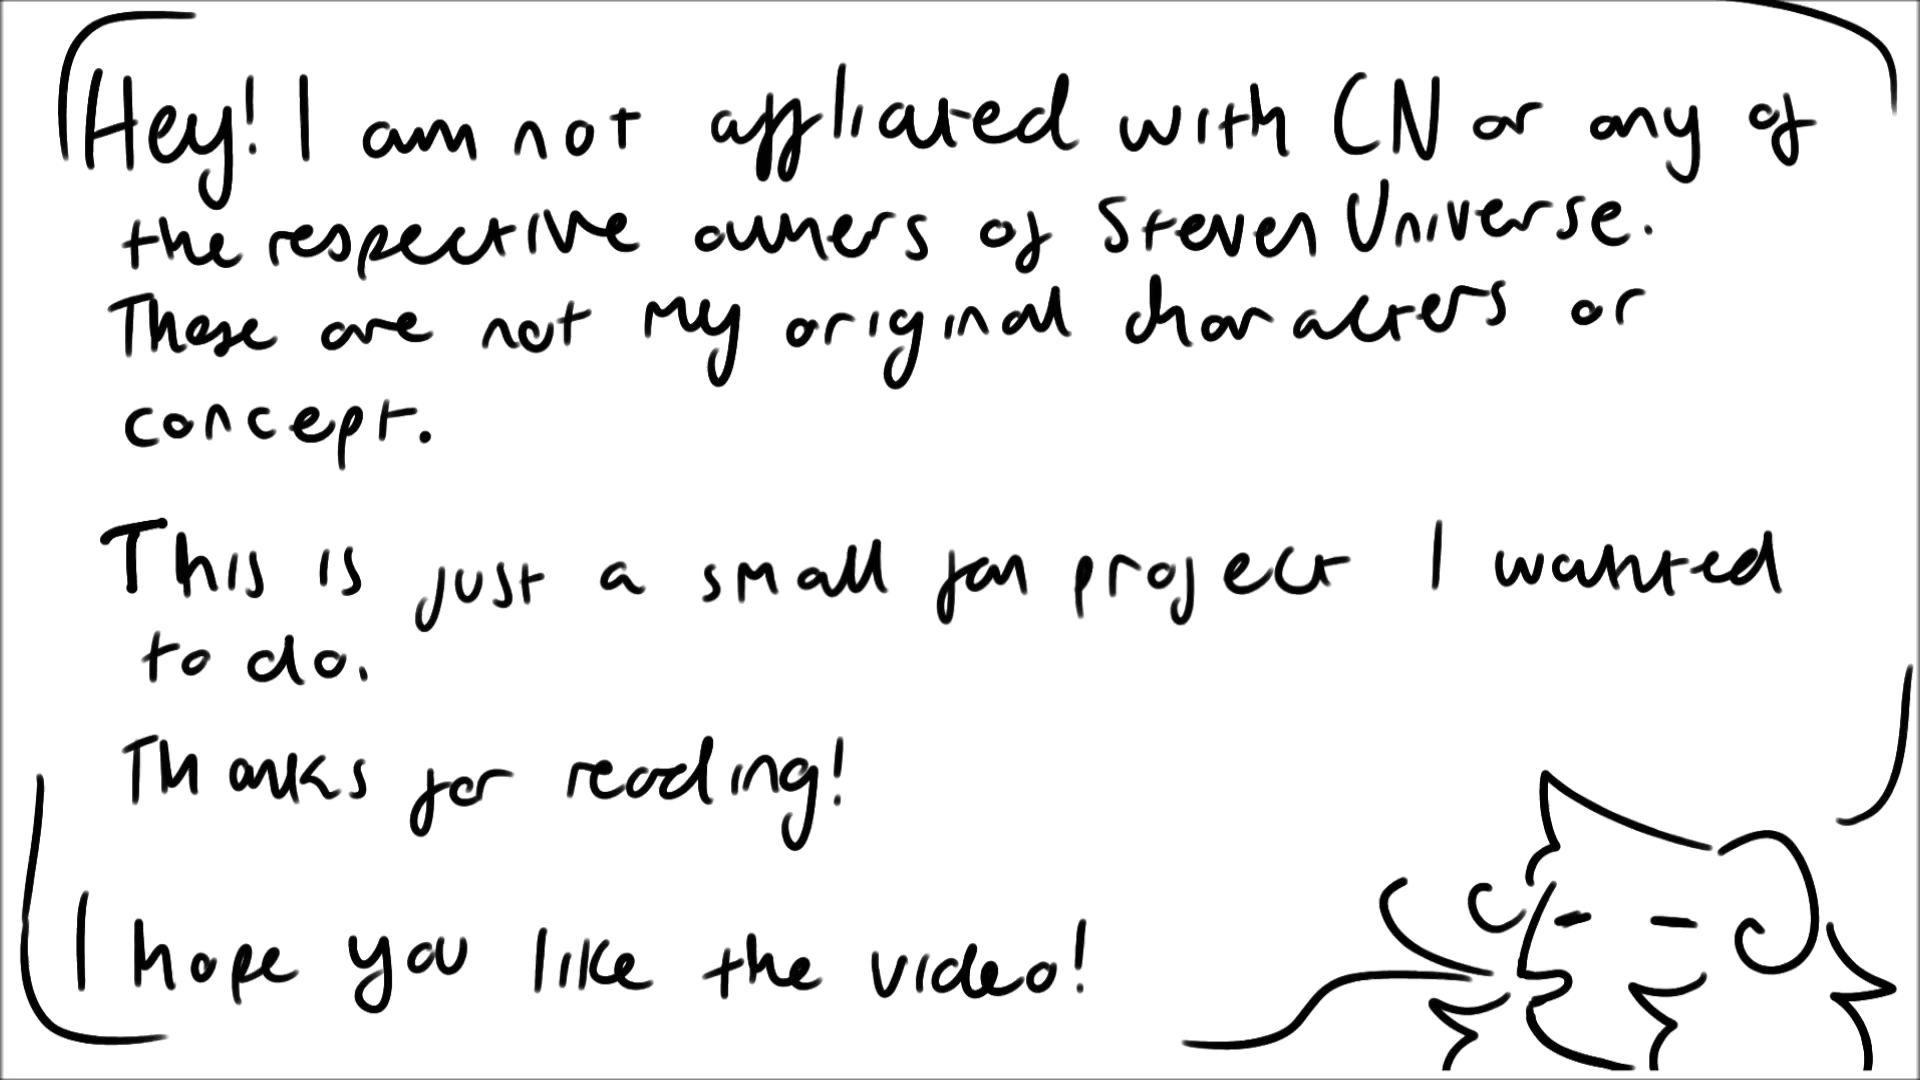 Hey! I am not affliated with CN or any of
the respective owners of Steven Universe.
These are not my original characters or
concept.
This is just a small fan project I wanted
to do.
Thanks for reading!
I hope you like the video!